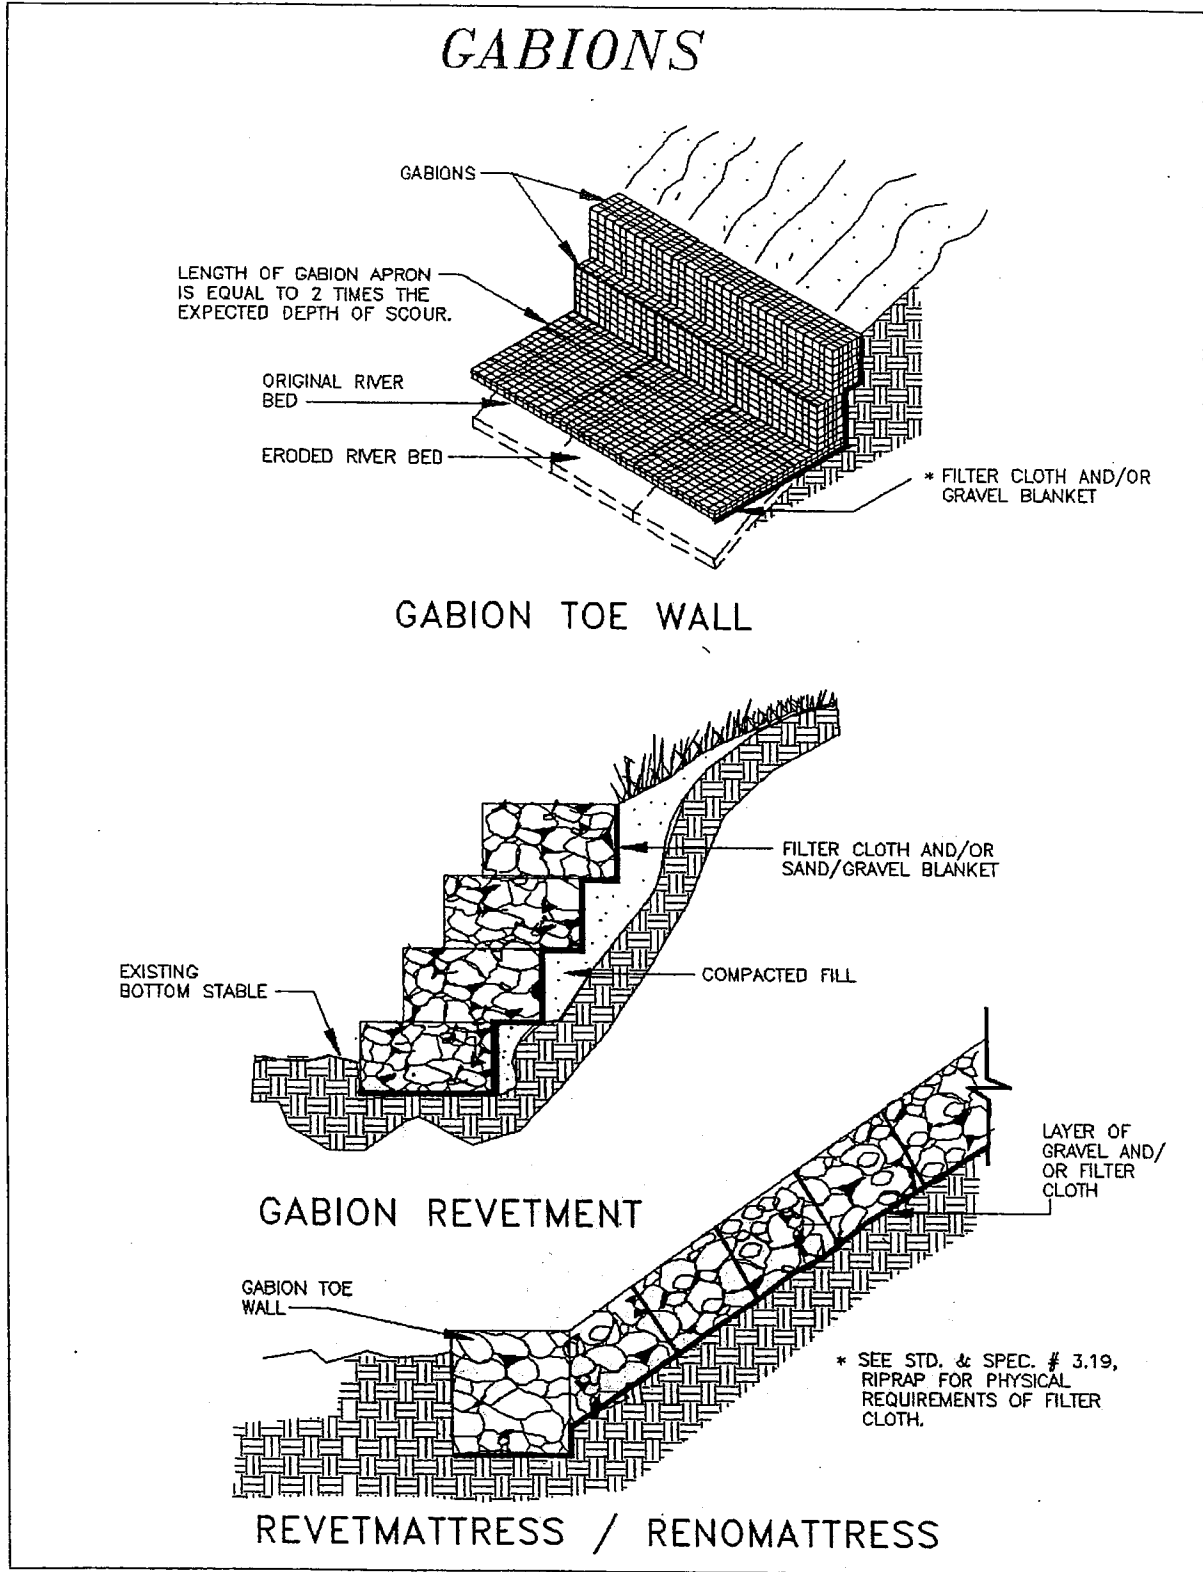 GABIONS
GABIONS
LENGTH OF GABION APRON
IS EQUAL TO 2 TIMES THE
EXPECTED DEPTH OF SCOUR.
ORIGINAL RIVER
BED
ERODED RIVER BED
* FILTER CLOTH AND/OR
GRAVEL BLANKET
GABION TOE WALL
FILTER CLOTH AND/OR
SAND/GRAVEL BLANKET
COMPACTED FILL
EXISTING
BOTTOM STABLE
GABION REVETMENT
LAYER OF
GRAVEL AND/
OR FILTER
CLOTH
GABION TOE
WALL
* SEE STD. & SPEC. # 3.19,
RIPRAP FOR PHYSICAL
REQUIREMENTS OF FILTER
CLOTH.
REVETMATTRESS / RENOMATTRESS